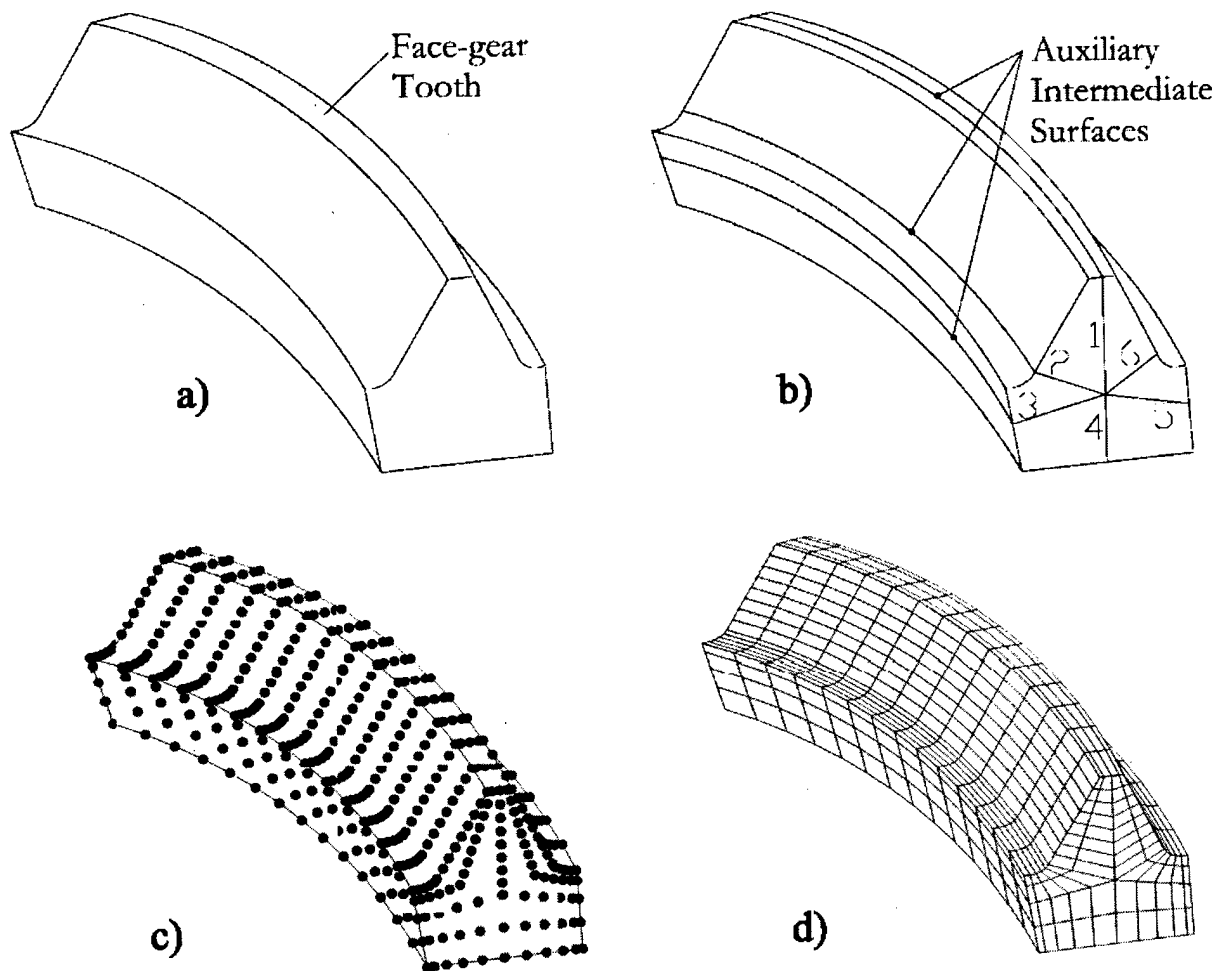 Face-gear
Tooth
a)
Auxiliary
Intermediate
Surfaces
1
2
6
3
4
5
b)
c)
d)